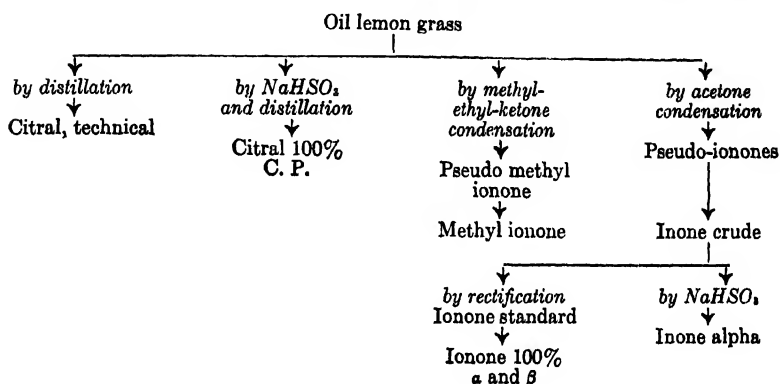 Oil lemon grass
by distillation
Citral, technical
by NaHSO₃
and distillation
Citral 100%
C. P.
by methyl-
ethyl-ketone
condensation
Pseudo methyl
ionone
Methyl ionone
by acetone
condensation
Pseudo-ionones
Inone crude
by rectification
Ionone standard
Ionone 100%
α and β
by NaHSO₃
Inone alpha